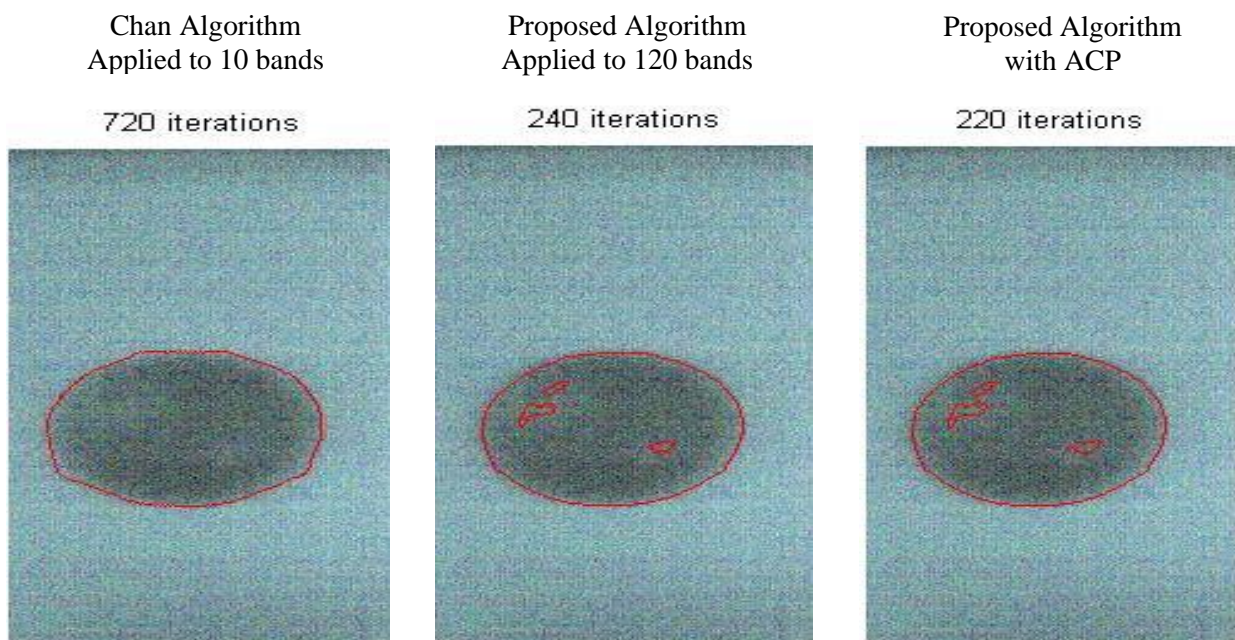 Chan Algorithm
Applied to 10 bands
Proposed Algorithm
Applied to 120 bands
Proposed Algorithm
with ACP
720 iterations
240 iterations
220 iterations